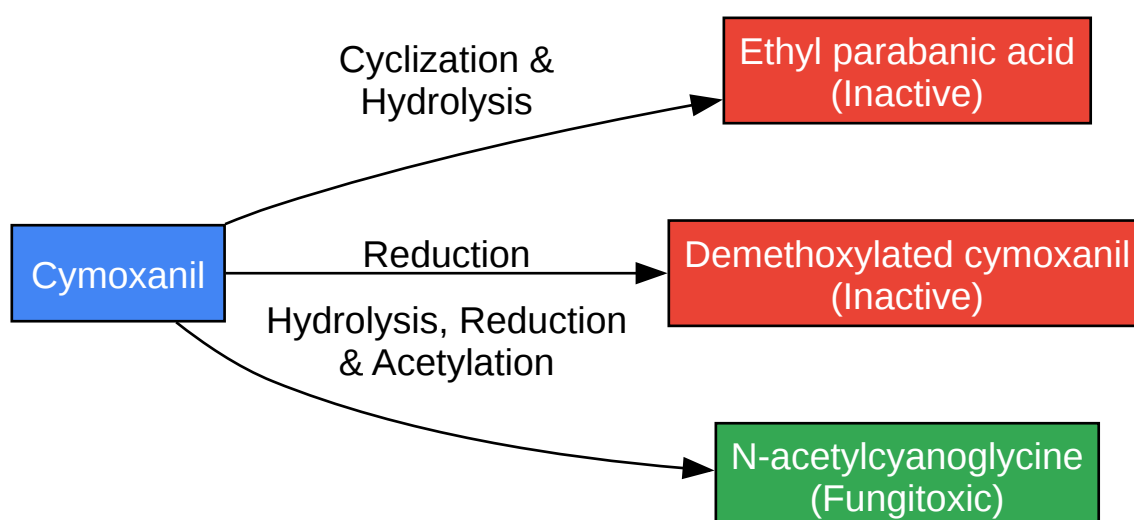 Cyclization &
Hydrolysis
Ethyl parabanic acid
(Inactive)
Cymoxanil
Reduction
Demethoxylated cymoxanil
(Inactive)
Hydrolysis, Reduction
& Acetylation
N-acetylcyanoglycine
(Fungitoxic)